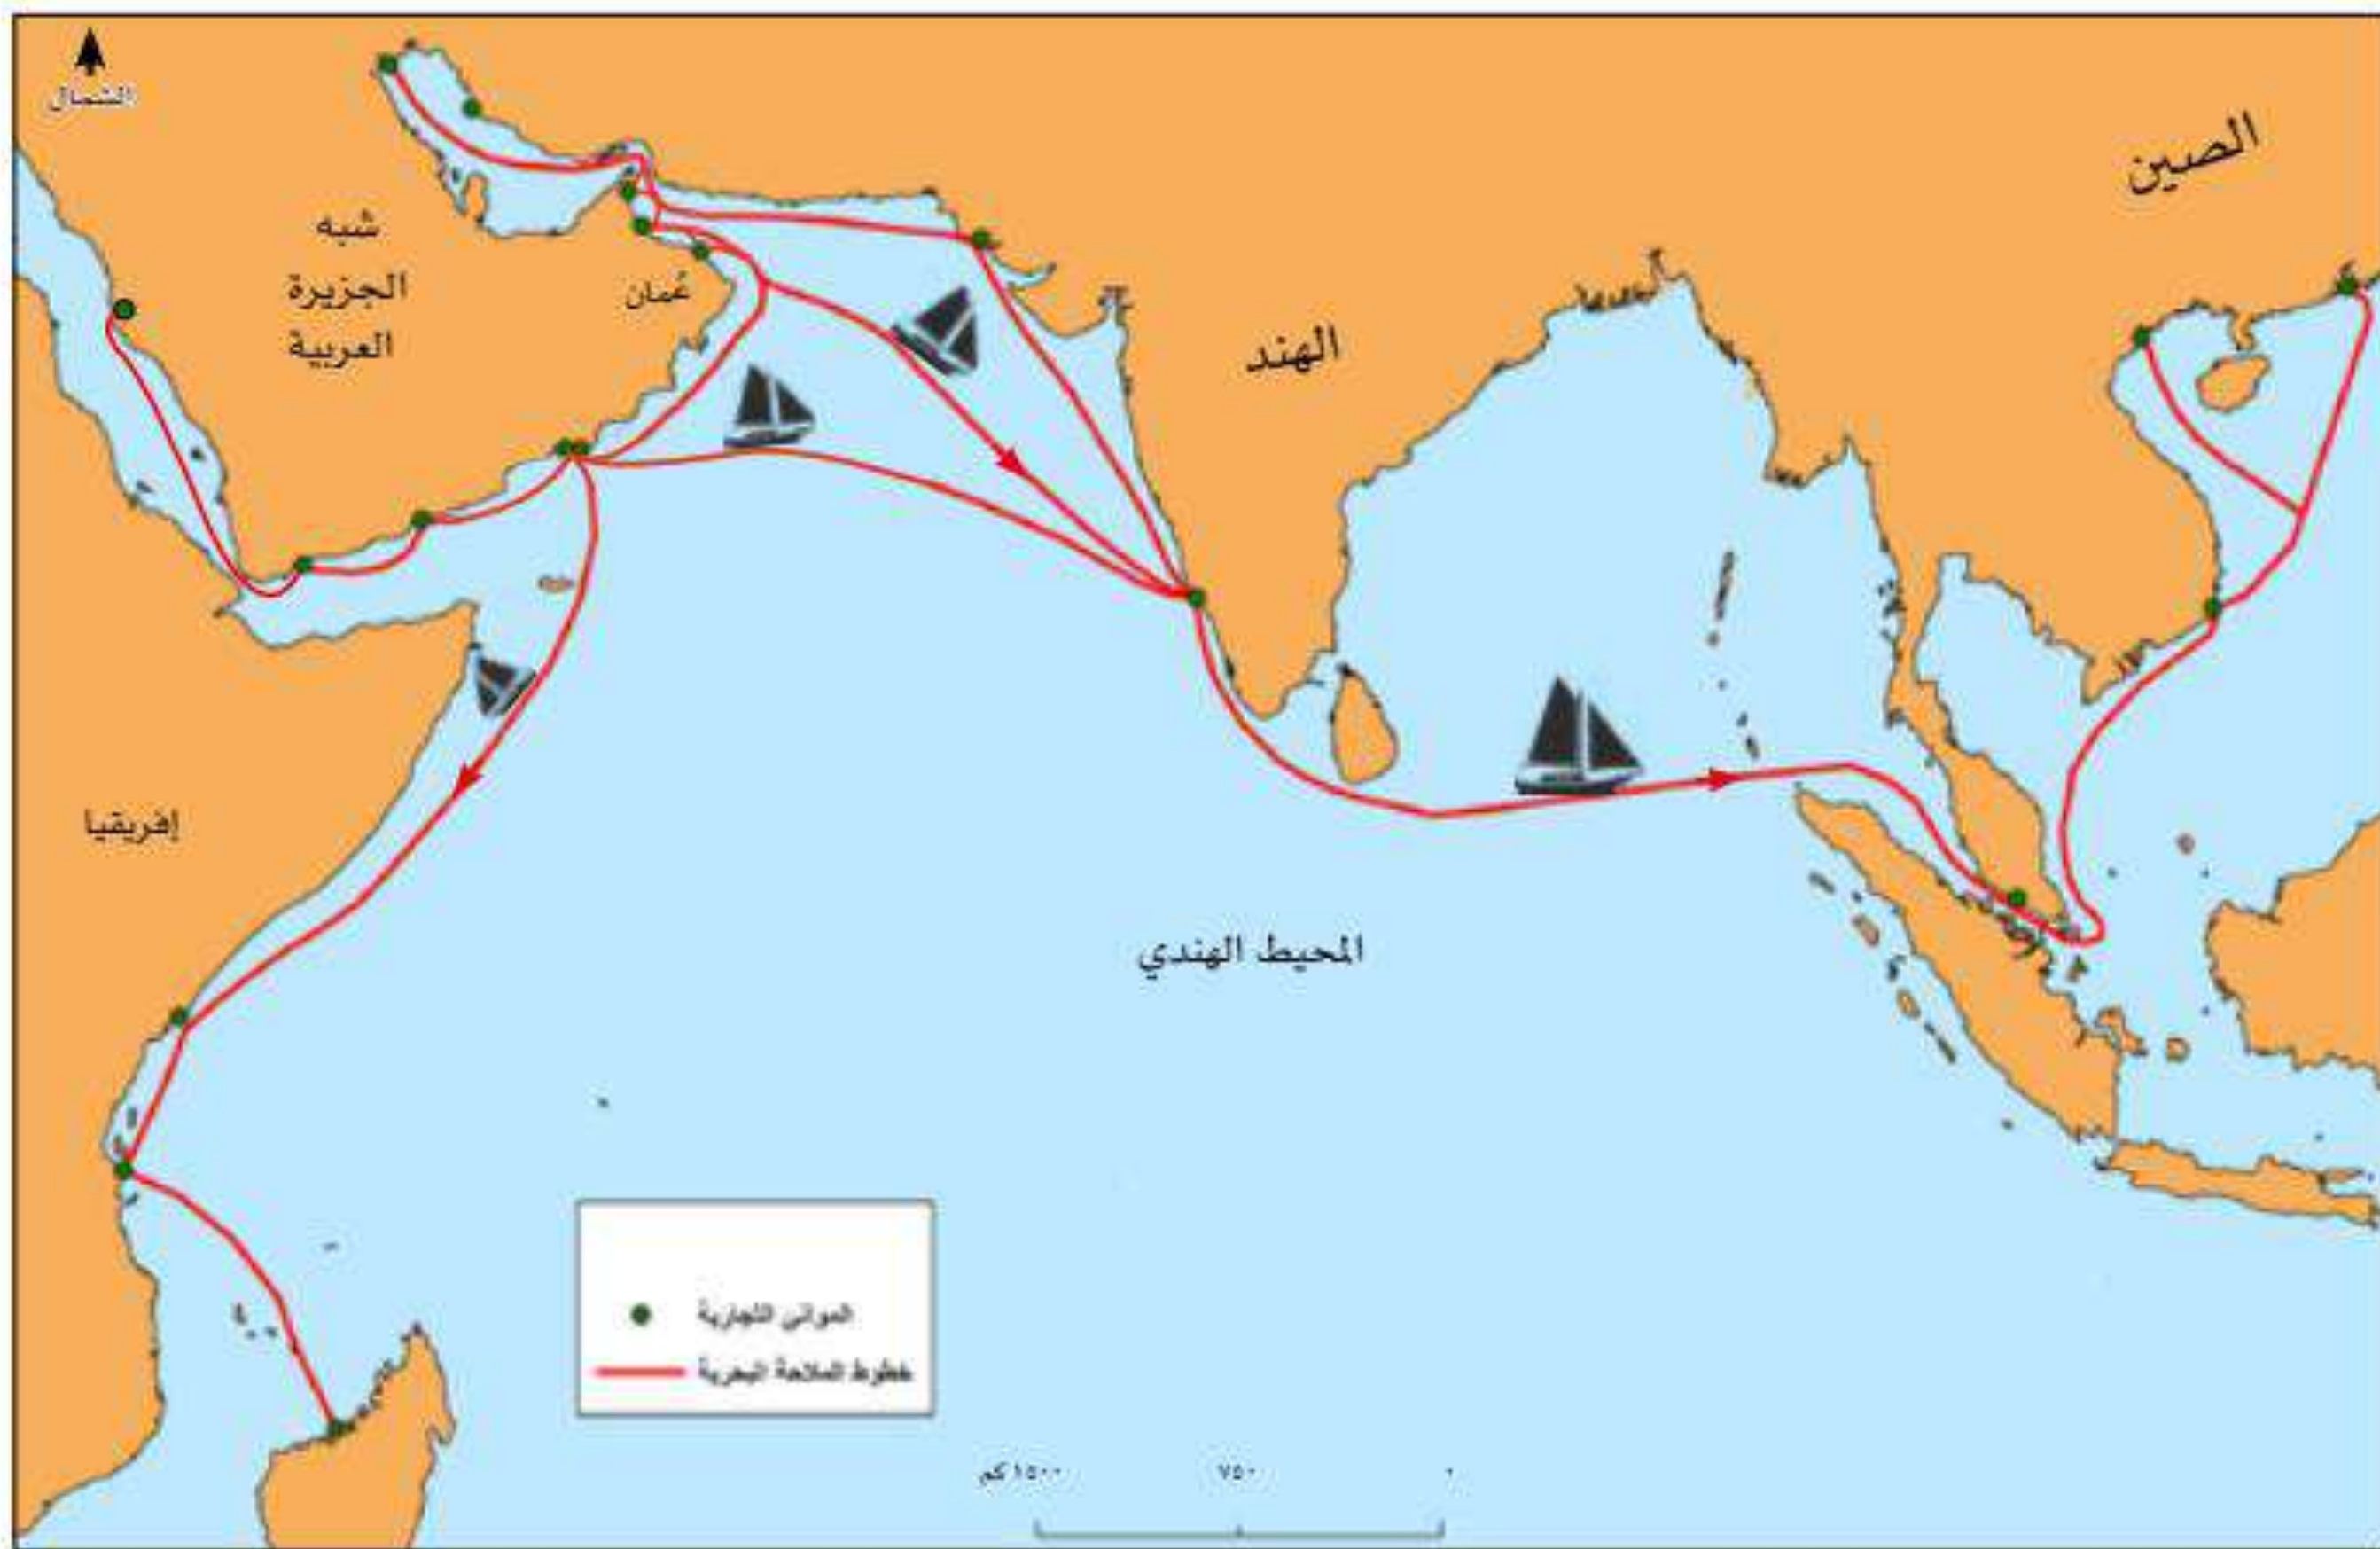 الشمال
الصين
شبه
الجزيرة
العربية
عُمان
الهند
إفريقيا
المحيط الهندي
الموانئ التجارية
خطوط الملاحة البحرية
١٥٠٠ كم ٧٥٠ ٠